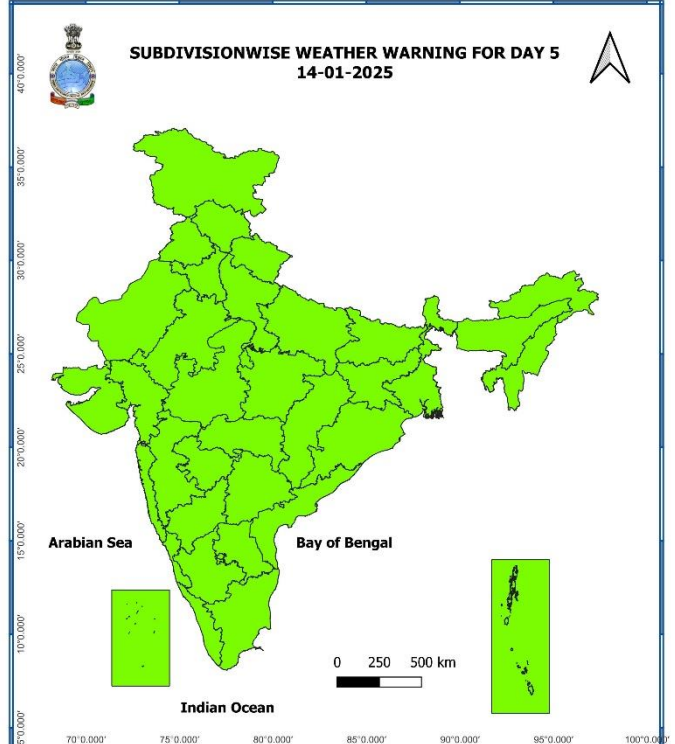 SUBDIVISIONWISE WEATHER WARNING FOR DAY 5
14-01-2025
40°0.000'
35°0.000'
30°0.000'
25°0.000'
20°0.000'
15°0.000'
10°0.000'
5°0.000'
Arabian Sea
Bay of Bengal
0 250 500 km
Indian Ocean
70°0.000' 75°0.000' 80°0.000' 85°0.000' 90°0.000' 95°0.000' 100°0.000'